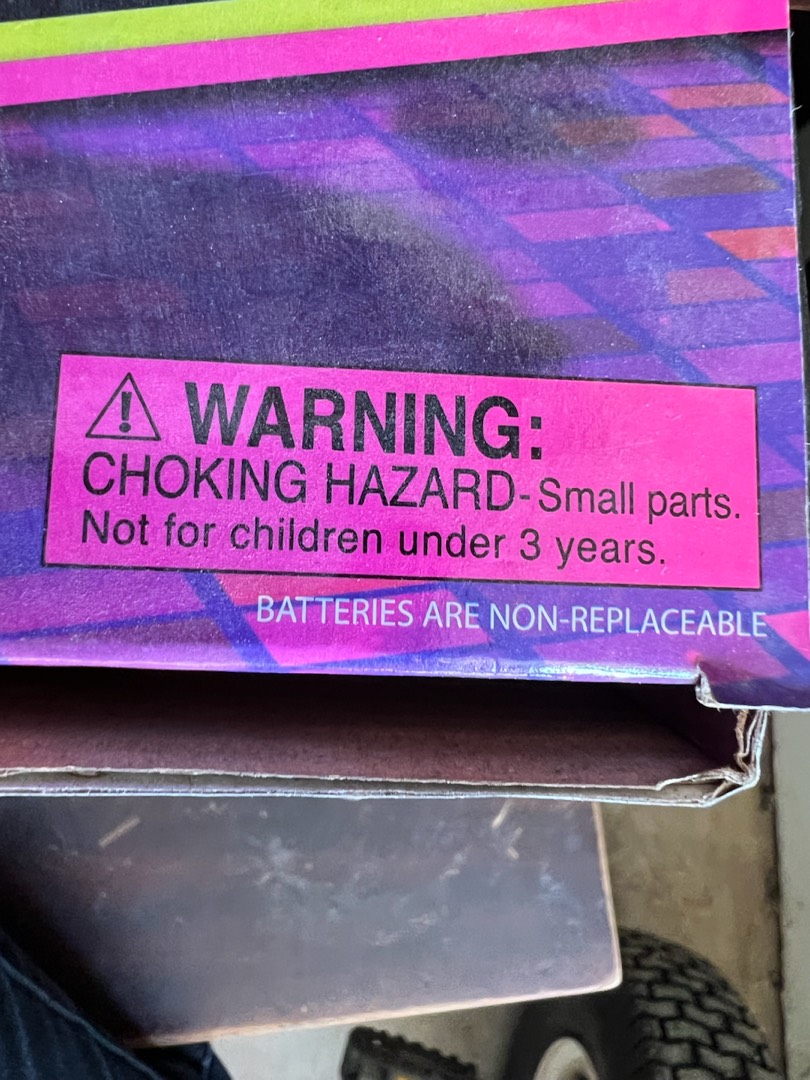 WARNING:
CHOKING HAZARD-Small parts.
Not for children under 3 years.
BATTERIES ARE NON-REPLACEABLE